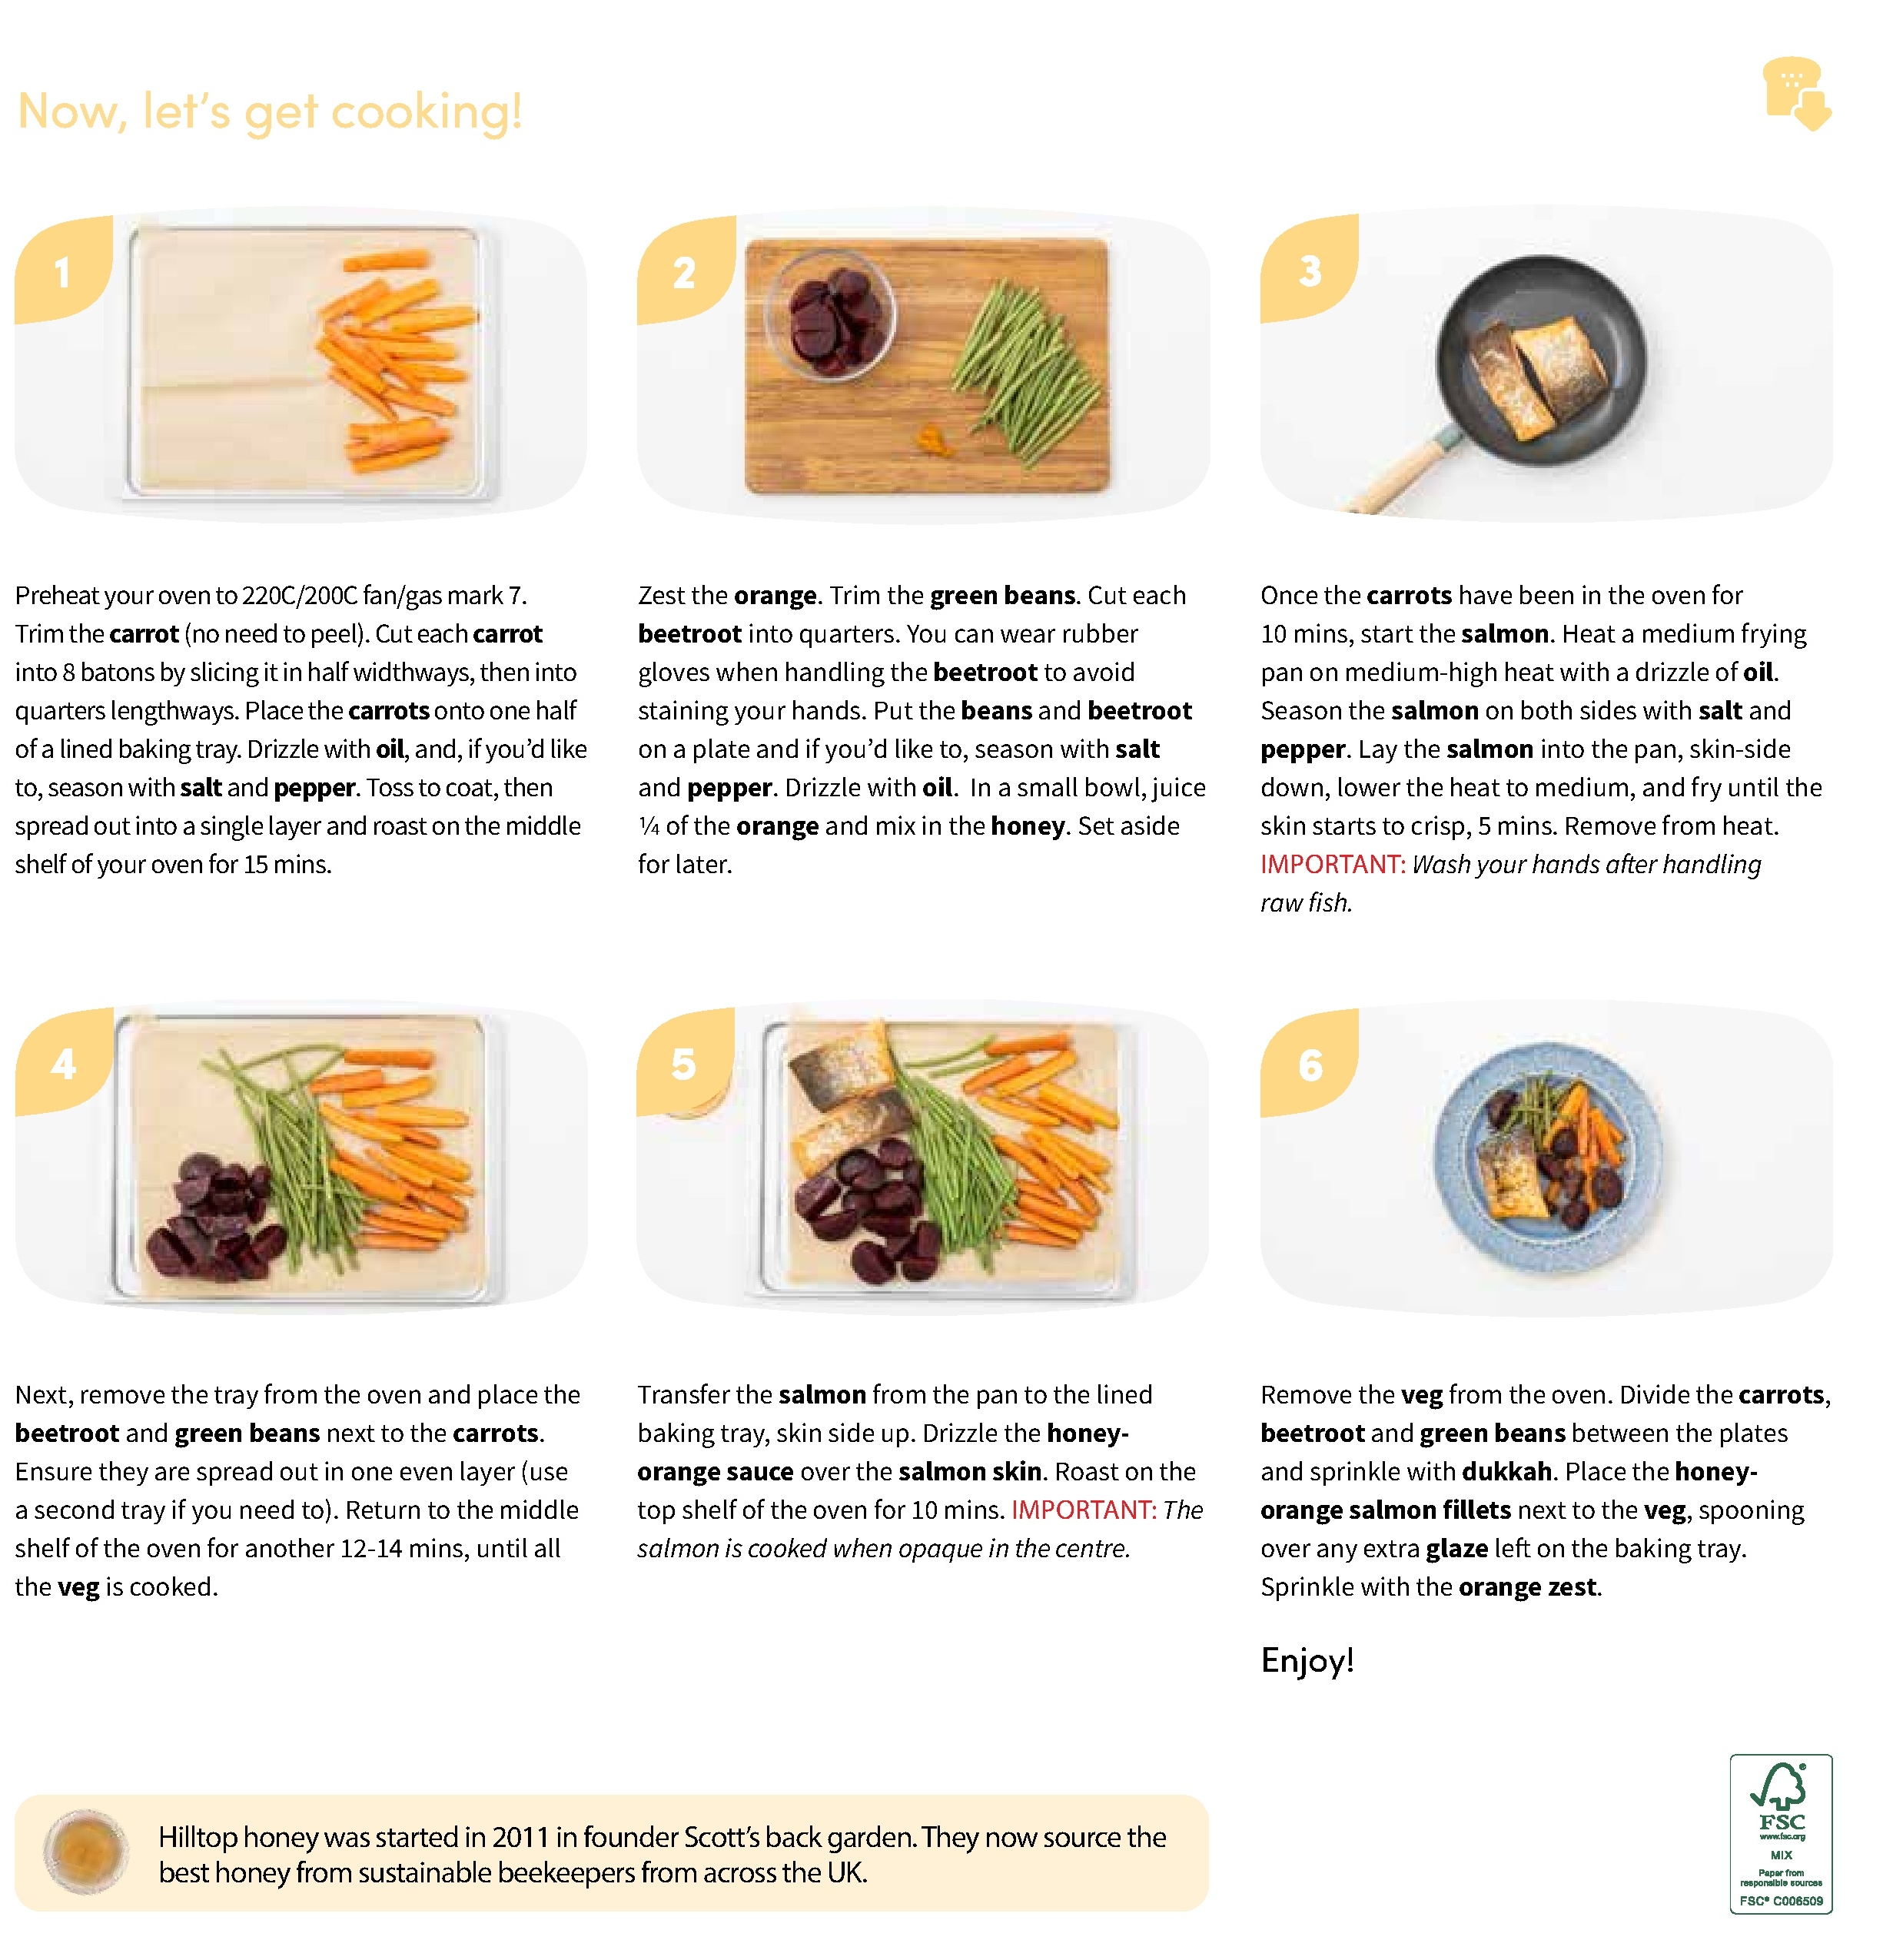 Now, let's get cooking!
1
Preheat your oven to 220C/200C fan/gas mark 7.
Trim the carrot (no need to peel). Cut each carrot
into 8 batons by slicing it in half widthways, then into
quarters lengthways. Place the carrots onto one half
of a lined baking tray. Drizzle with oil, and, if you'd like
to, season with salt and pepper. Toss to coat, then
spread out into a single layer and roast on the middle
shelf of your oven for 15 mins.
2
Zest the orange. Trim the green beans. Cut each
beetroot into quarters. You can wear rubber
gloves when handling the beetroot to avoid
staining your hands. Put the beans and beetroot
on a plate and if you'd like to, season with salt
and pepper. Drizzle with oil. In a small bowl, juice
¼ of the orange and mix in the honey. Set aside
for later.
3
Once the carrots have been in the oven for
10 mins, start the salmon. Heat a medium frying
pan on medium-high heat with a drizzle of oil.
Season the salmon on both sides with salt and
pepper. Lay the salmon into the pan, skin-side
down, lower the heat to medium, and fry until the
skin starts to crisp, 5 mins. Remove from heat.
IMPORTANT: Wash your hands after handling
raw fish.
4
Next, remove the tray from the oven and place the
beetroot and green beans next to the carrots.
Ensure they are spread out in one even layer (use
a second tray if you need to). Return to the middle
shelf of the oven for another 12-14 mins, until all
the veg is cooked.
5
Transfer the salmon from the pan to the lined
baking tray, skin side up. Drizzle the honey-
orange sauce over the salmon skin. Roast on the
top shelf of the oven for 10 mins. IMPORTANT: The
salmon is cooked when opaque in the centre.
6
Remove the veg from the oven. Divide the carrots,
beetroot and green beans between the plates
and sprinkle with dukkah. Place the honey-
orange salmon fillets next to the veg, spooning
over any extra glaze left on the baking tray.
Sprinkle with the orange zest.
Enjoy!
Hilltop honey was started in 2011 in founder Scott's back garden. They now source the
best honey from sustainable beekeepers from across the UK.
FSC
www.fsc.org
MIX
Paper from
responsible sources
FSC® C006509